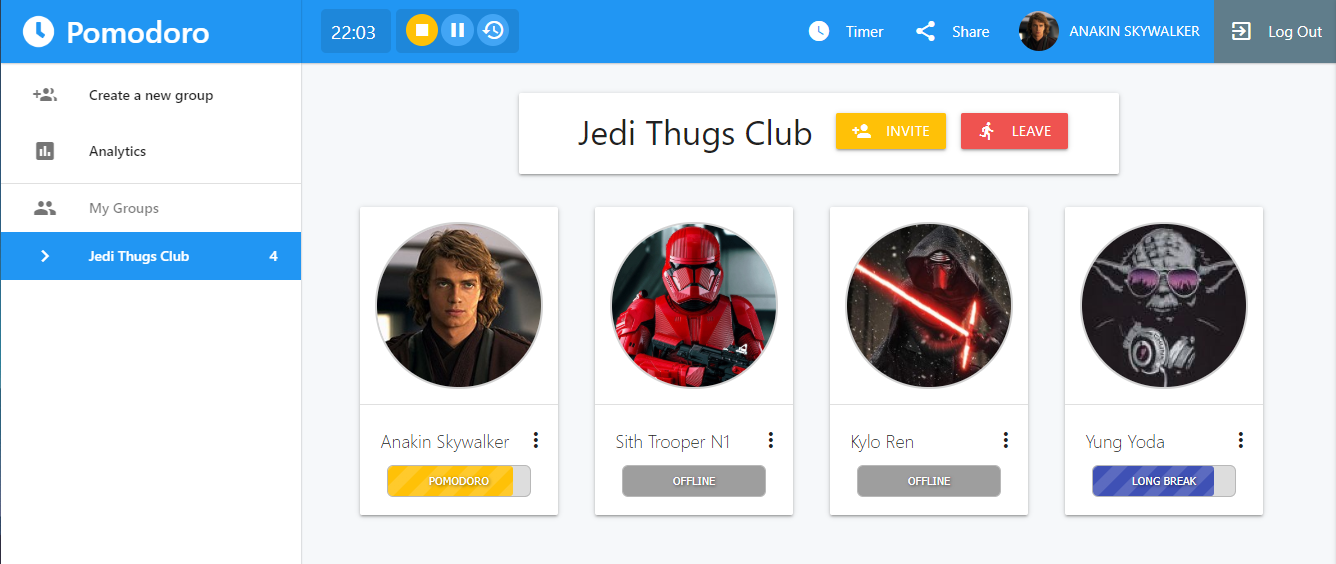 Pomodoro
22:03
Timer
Share
ANAKIN SKYWALKER
Log Out
Create a new group
Analytics
My Groups
Jedi Thugs Club 4
Jedi Thugs Club
INVITE
LEAVE
Anakin Skywalker
POMODORO
Sith Trooper N1
OFFLINE
Kylo Ren
OFFLINE
Yung Yoda
LONG BREAK